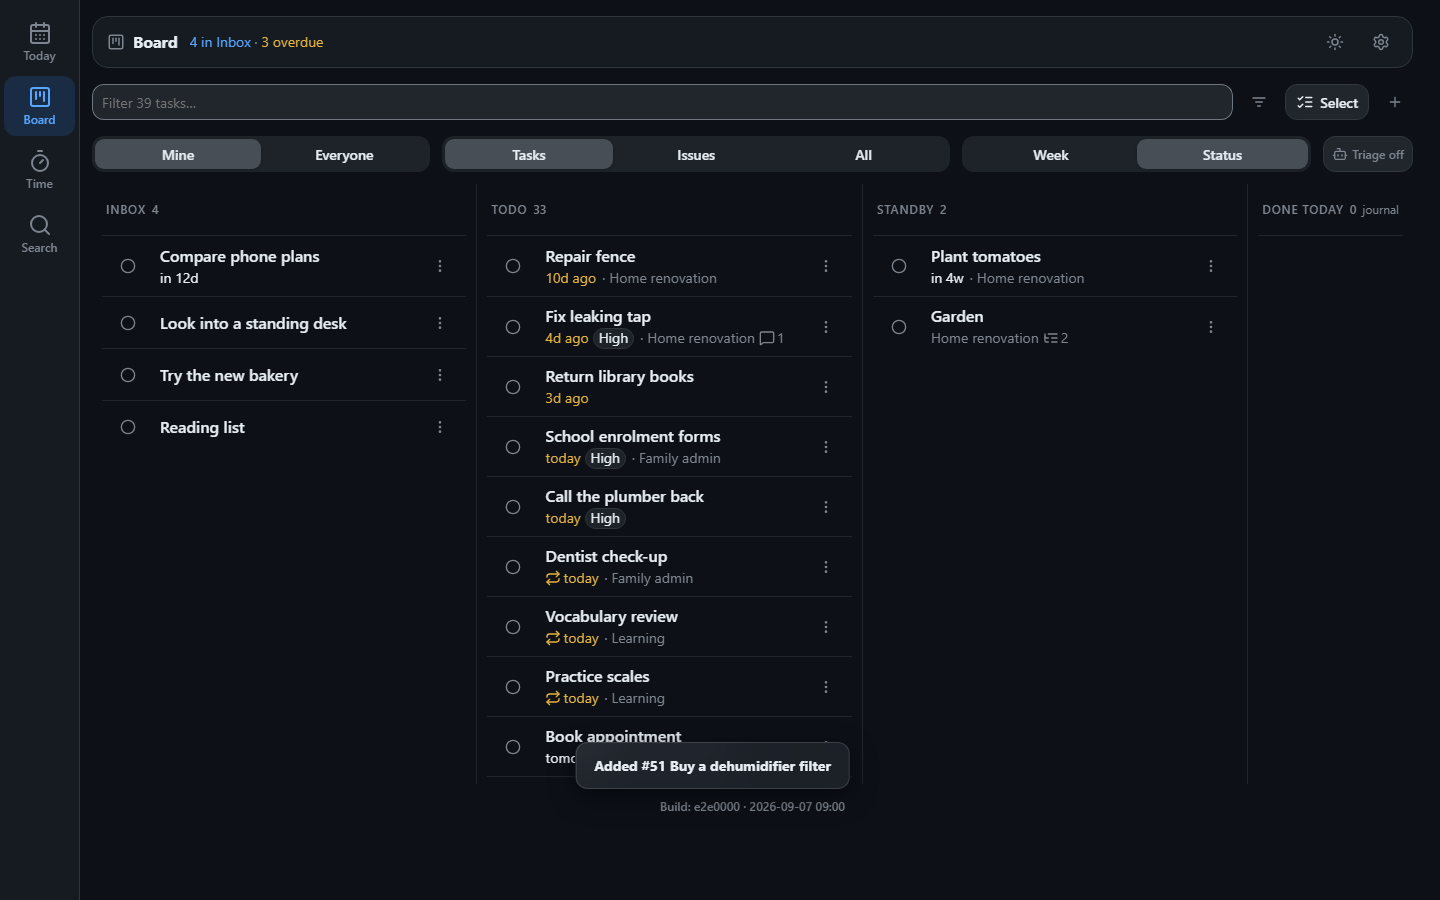 Today
Board
Time
Search
Board 4 in Inbox · 3 overdue
Filter 39 tasks...
Select
Mine
Everyone
Tasks
Issues
All
Week
Status
Triage off
INBOX 4
Compare phone plans
in 12d
Look into a standing desk
Try the new bakery
Reading list
TODO 33
Repair fence
10d ago · Home renovation
Fix leaking tap
4d ago High · Home renovation 1
Return library books
3d ago
School enrolment forms
today High · Family admin
Call the plumber back
today High
Dentist check-up
today · Family admin
Vocabulary review
today · Learning
Practice scales
today · Learning
Book appointment
STANDBY 2
Plant tomatoes
in 4w · Home renovation
Garden
Home renovation 2
DONE TODAY 0 journal
Added #51 Buy a dehumidifier filter
Build: e2e0000 · 2026-09-07 09:00